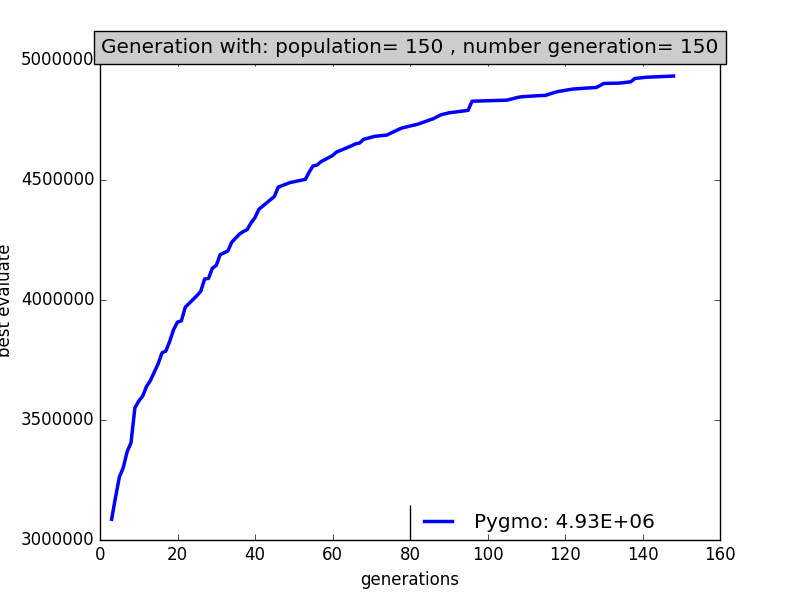 Generation with: population= 150 , number generation= 150
5000000
4500000
4000000
3500000
3000000
best evaluate
Pygmo: 4.93E+06
0 20 40 60 80 100 120 140 160
generations